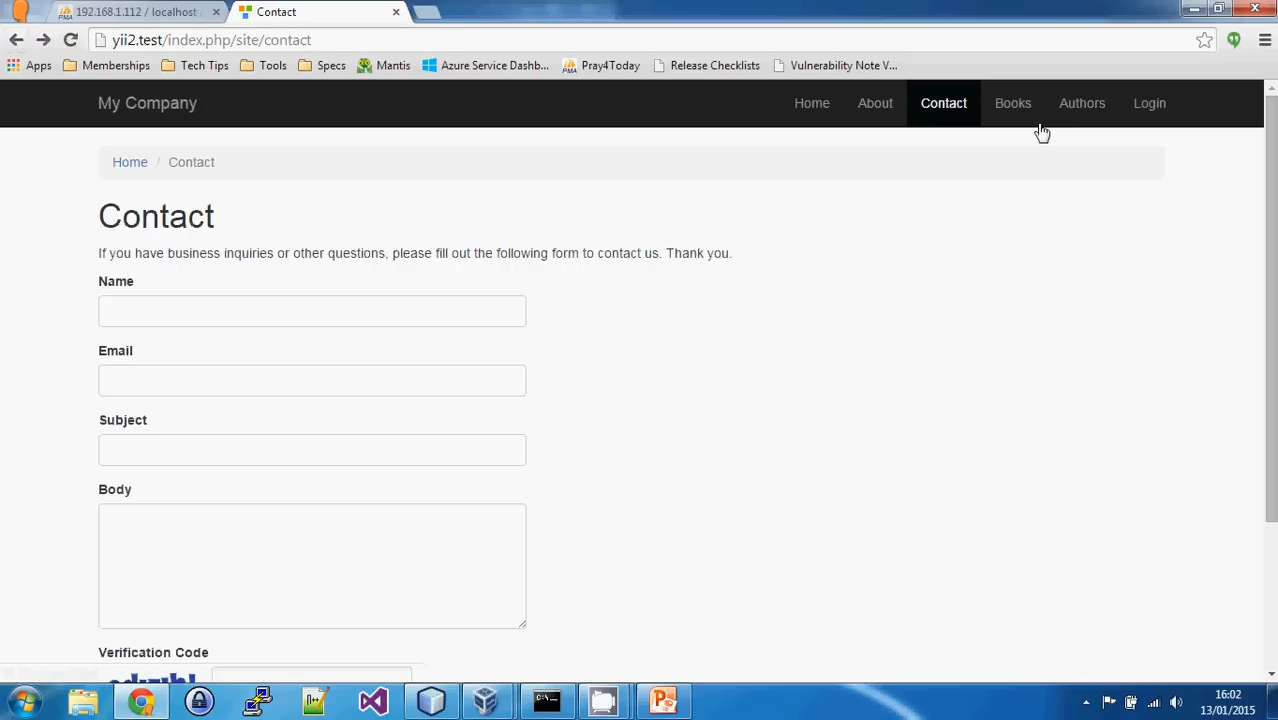 192.168.1.112 / localhost
Contact
yii2.test/index.php/site/contact
Apps Memberships Tech Tips Tools Specs Mantis Azure Service Dashb... Pray4Today Release Checklists Vulnerability Note V...
My Company Home About Contact Books Authors Login
Home / Contact
Contact
If you have business inquiries or other questions, please fill out the following form to contact us. Thank you.
Name
Email
Subject
Body
Verification Code
16:02
13/01/2015